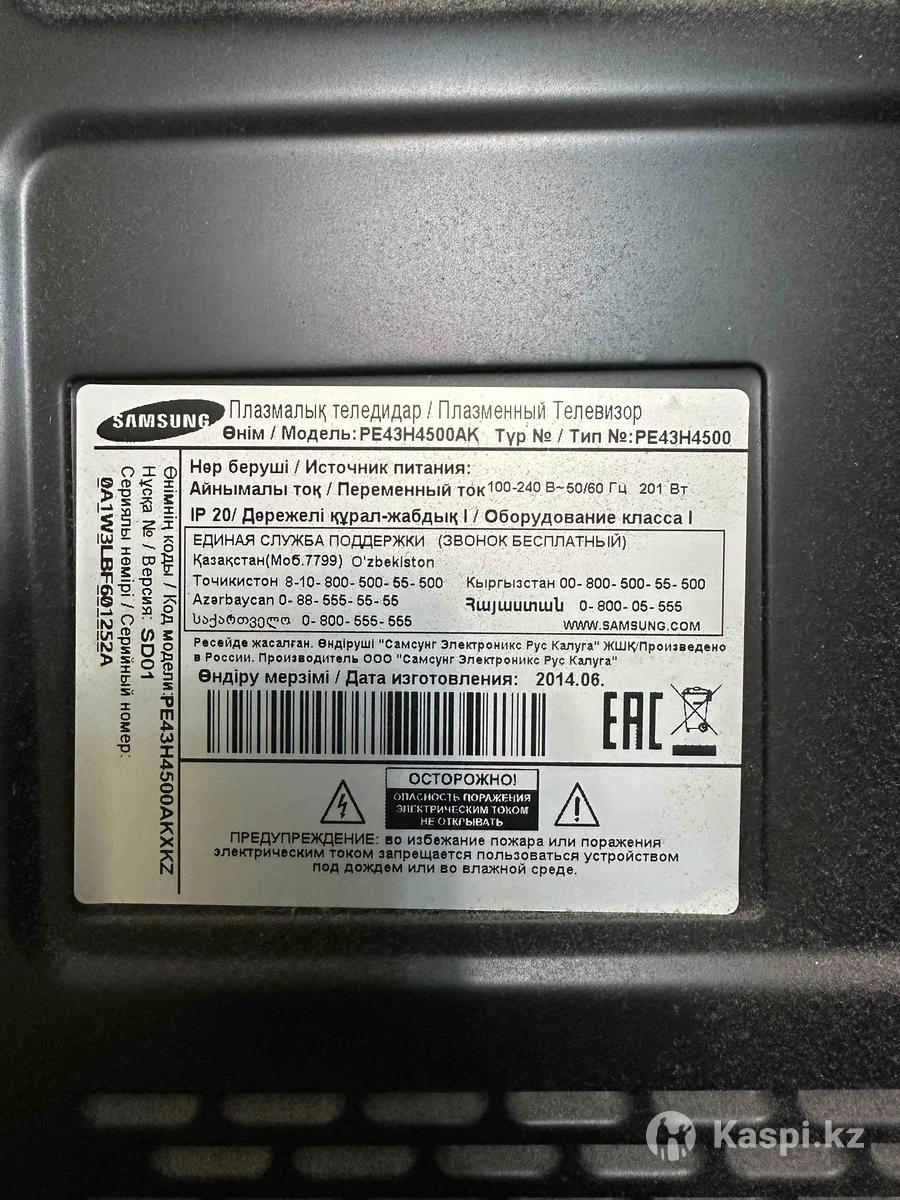 SAMSUNG
Плазмалық теледидар / Плазменный Телевизор
Өнім / Модель: PE43H4500AK Түр № / Тип №: PE43H4500
Нәр беруші / Источник питания:
Айнымалы тоқ / Переменный ток 100-240 В~50/60 Гц 201 Вт
IP 20/ Дәрежелі құрал-жабдық I / Оборудование класса I
ЕДИНАЯ СЛУЖБА ПОДДЕРЖКИ (ЗВОНОК БЕСПЛАТНЫЙ)
Қазақстан(Моб.7799) O'zbekiston
Точикистон 8-10-800-500-55-500 Кыргызстан 00-800-500-55-500
Azərbaycan 0-88-555-55-55 Հայաստան 0-800-05-555
საქართველო 0-800-555-555 WWW.SAMSUNG.COM
Ресейде жасалған. Өндіруші "Самсунг Электроникс Рус Калуга" ЖШҚ/Произведено
в России. Производитель ООО "Самсунг Электроникс Рус Калуга"
Өндіру мерзімі / Дата изготовления: 2014.06.
EAC
ОСТОРОЖНО!
ОПАСНОСТЬ ПОРАЖЕНИЯ
ЭЛЕКТРИЧЕСКИМ ТОКОМ
НЕ ОТКРЫВАТЬ
ПРЕДУПРЕЖДЕНИЕ: во избежание пожара или поражения
электрическим током запрещается пользоваться устройством
под дождем или во влажной среде.
Өнімнің коды / Код модели: PE43H4500AKXKZ
Нұсқа № / Версия: SD01
Сериялы нөмірі / Серийный номер:
0A1W3LBF601252A
Kaspi.kz